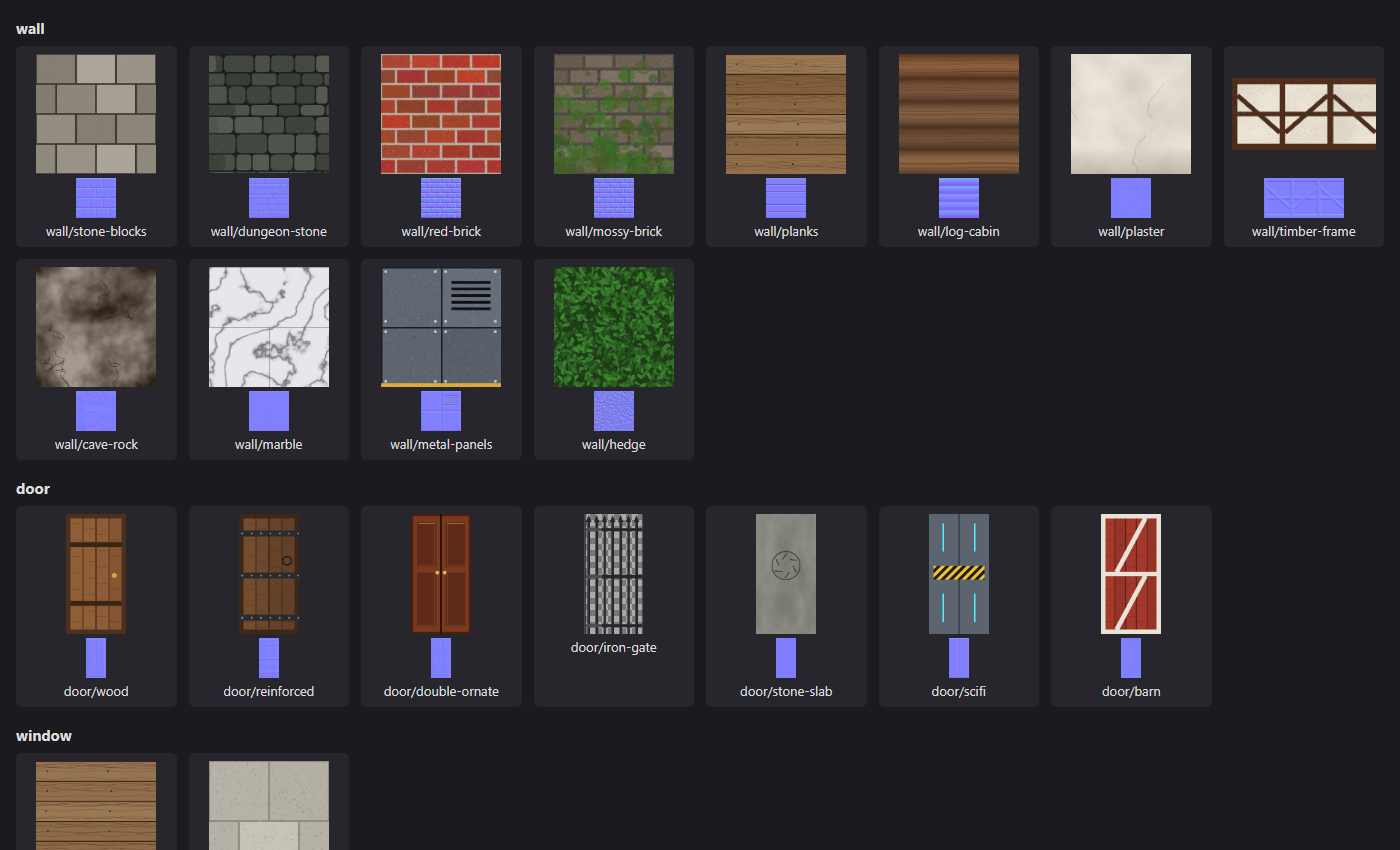 wall
wall/stone-blocks
wall/dungeon-stone
wall/red-brick
wall/mossy-brick
wall/planks
wall/log-cabin
wall/plaster
wall/timber-frame
wall/cave-rock
wall/marble
wall/metal-panels
wall/hedge
door
door/wood
door/reinforced
door/double-ornate
door/iron-gate
door/stone-slab
door/scifi
door/barn
window